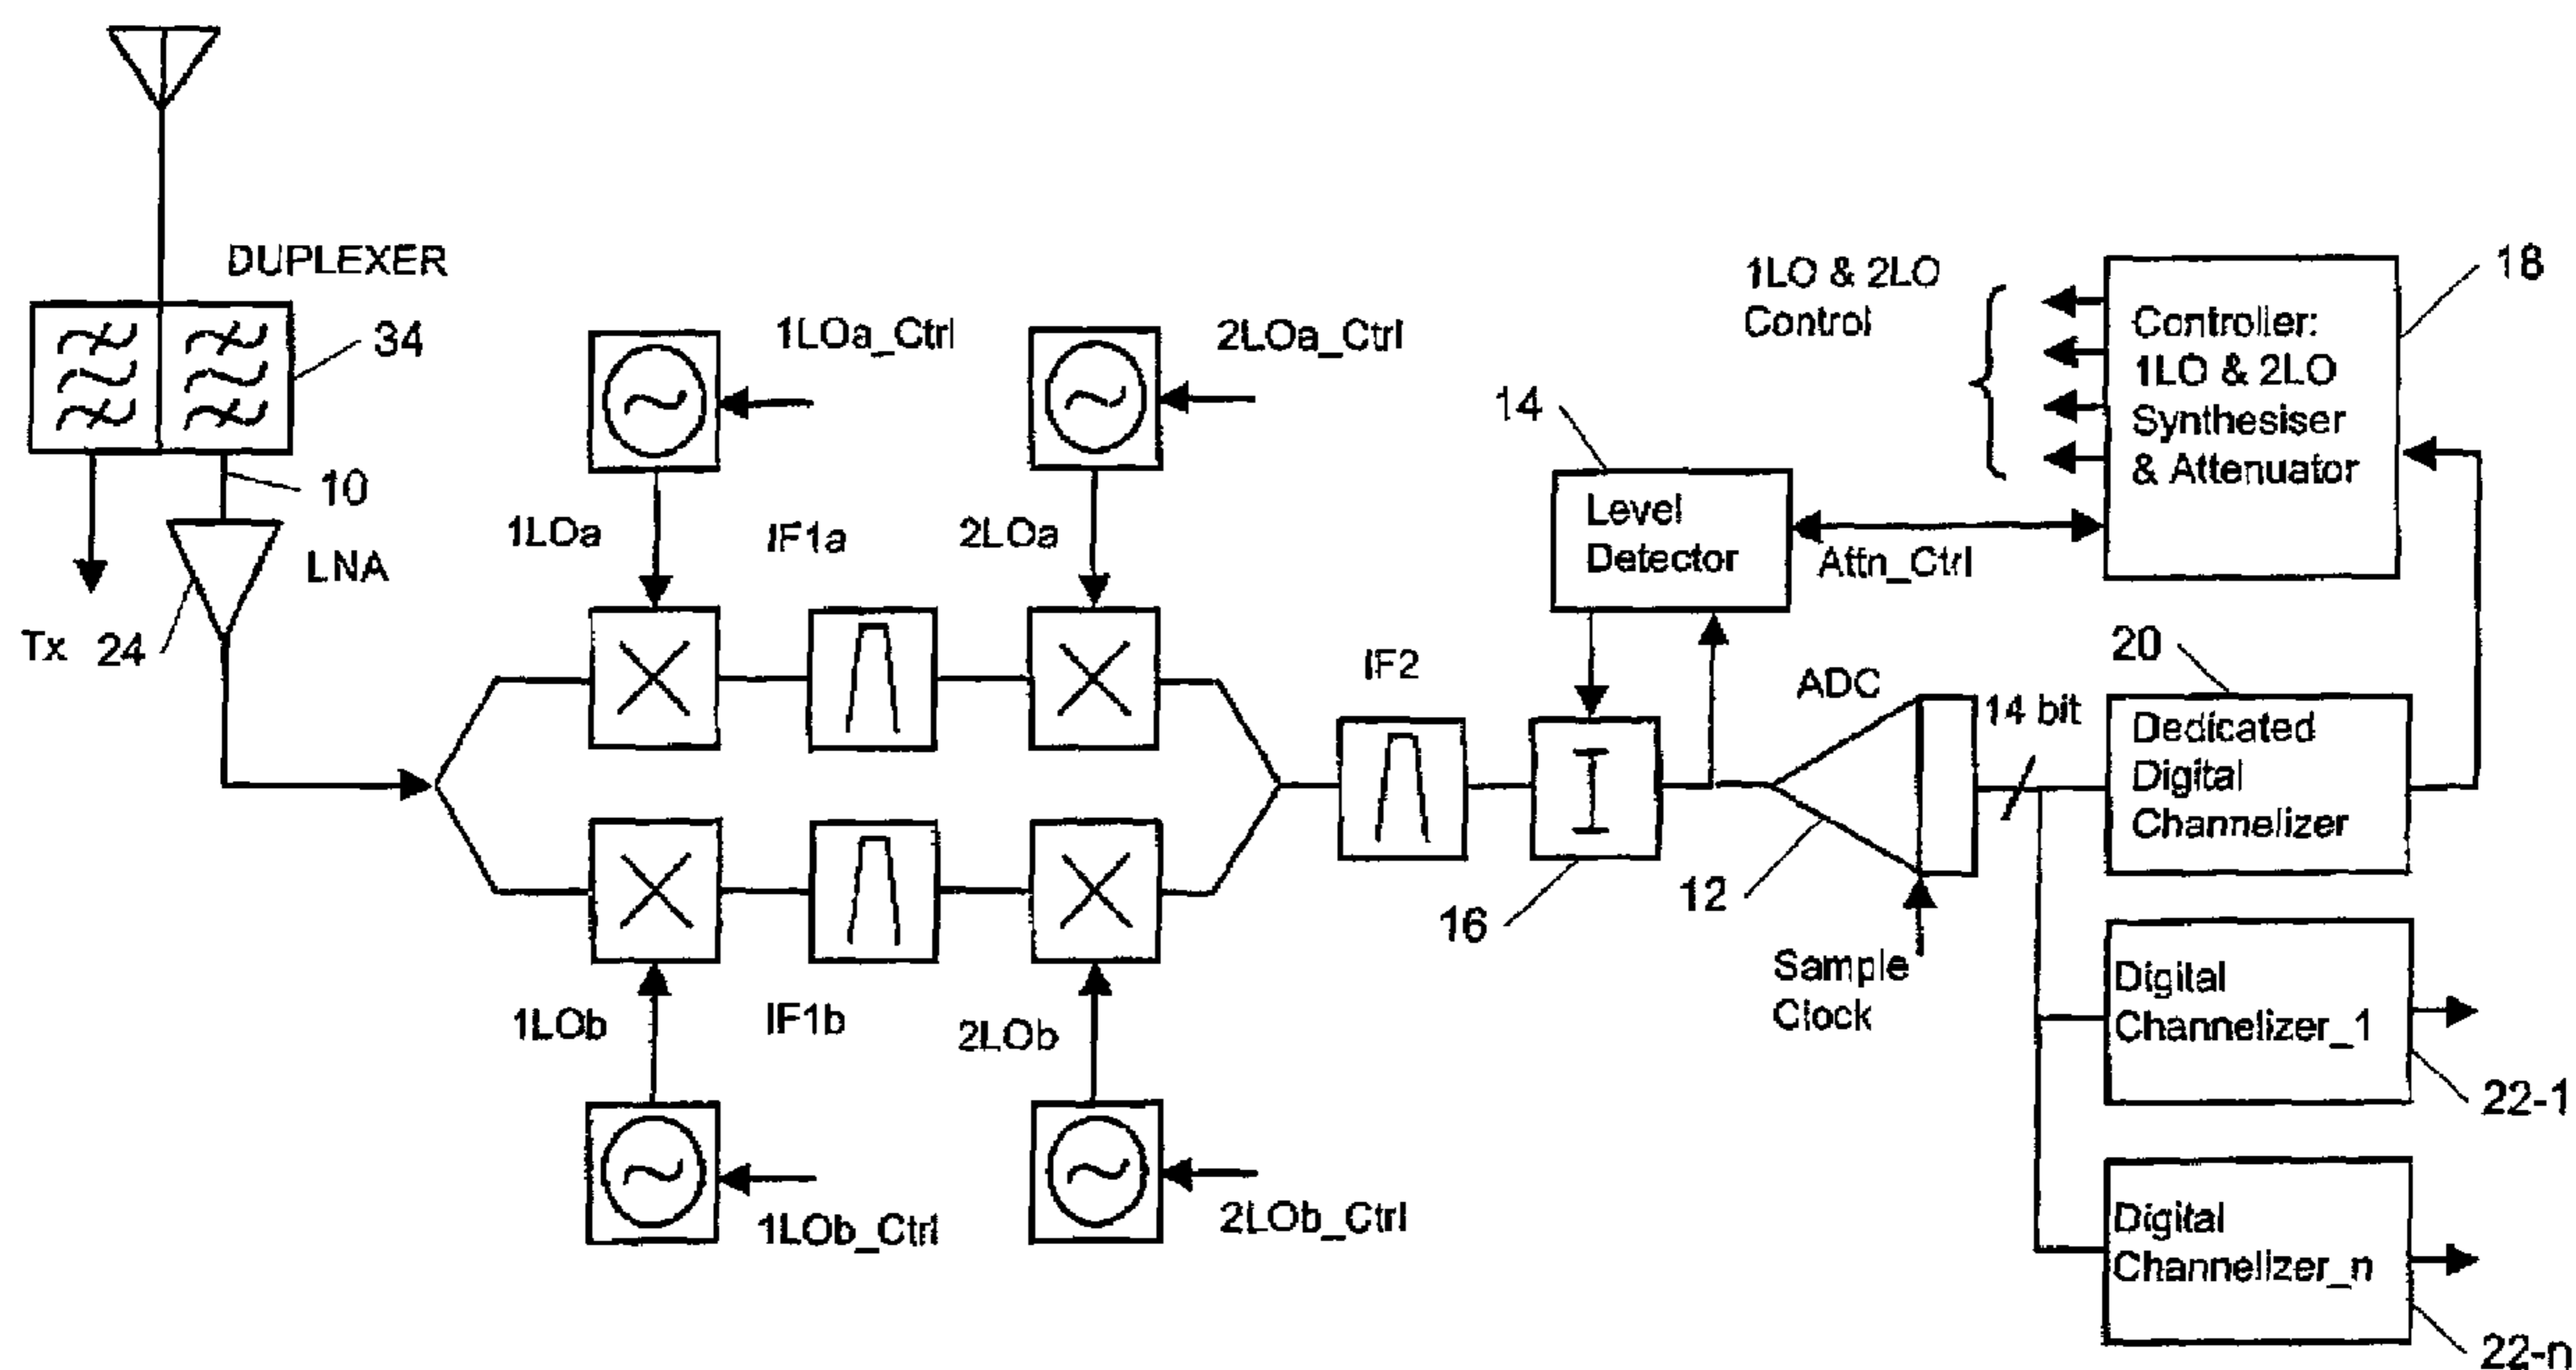 DUPLEXER
34
10
LNA
Tx
24
1LOa_Ctrl
2LOa_Ctrl
1LOa
IF1a
2LOa
1LOb
IF1b
2LOb
1LOb_Ctrl
2LOb_Ctrl
IF2
14
Level
Detector
Attn_Ctrl
1LO & 2LO
Control
Controller:
1LO & 2LO
Synthesiser
& Attenuator
18
16
ADC
12
14 bit
Sample
Clock
20
Dedicated
Digital
Channelizer
Digital
Channelizer_1
22-1
Digital
Channelizer_n
22-n